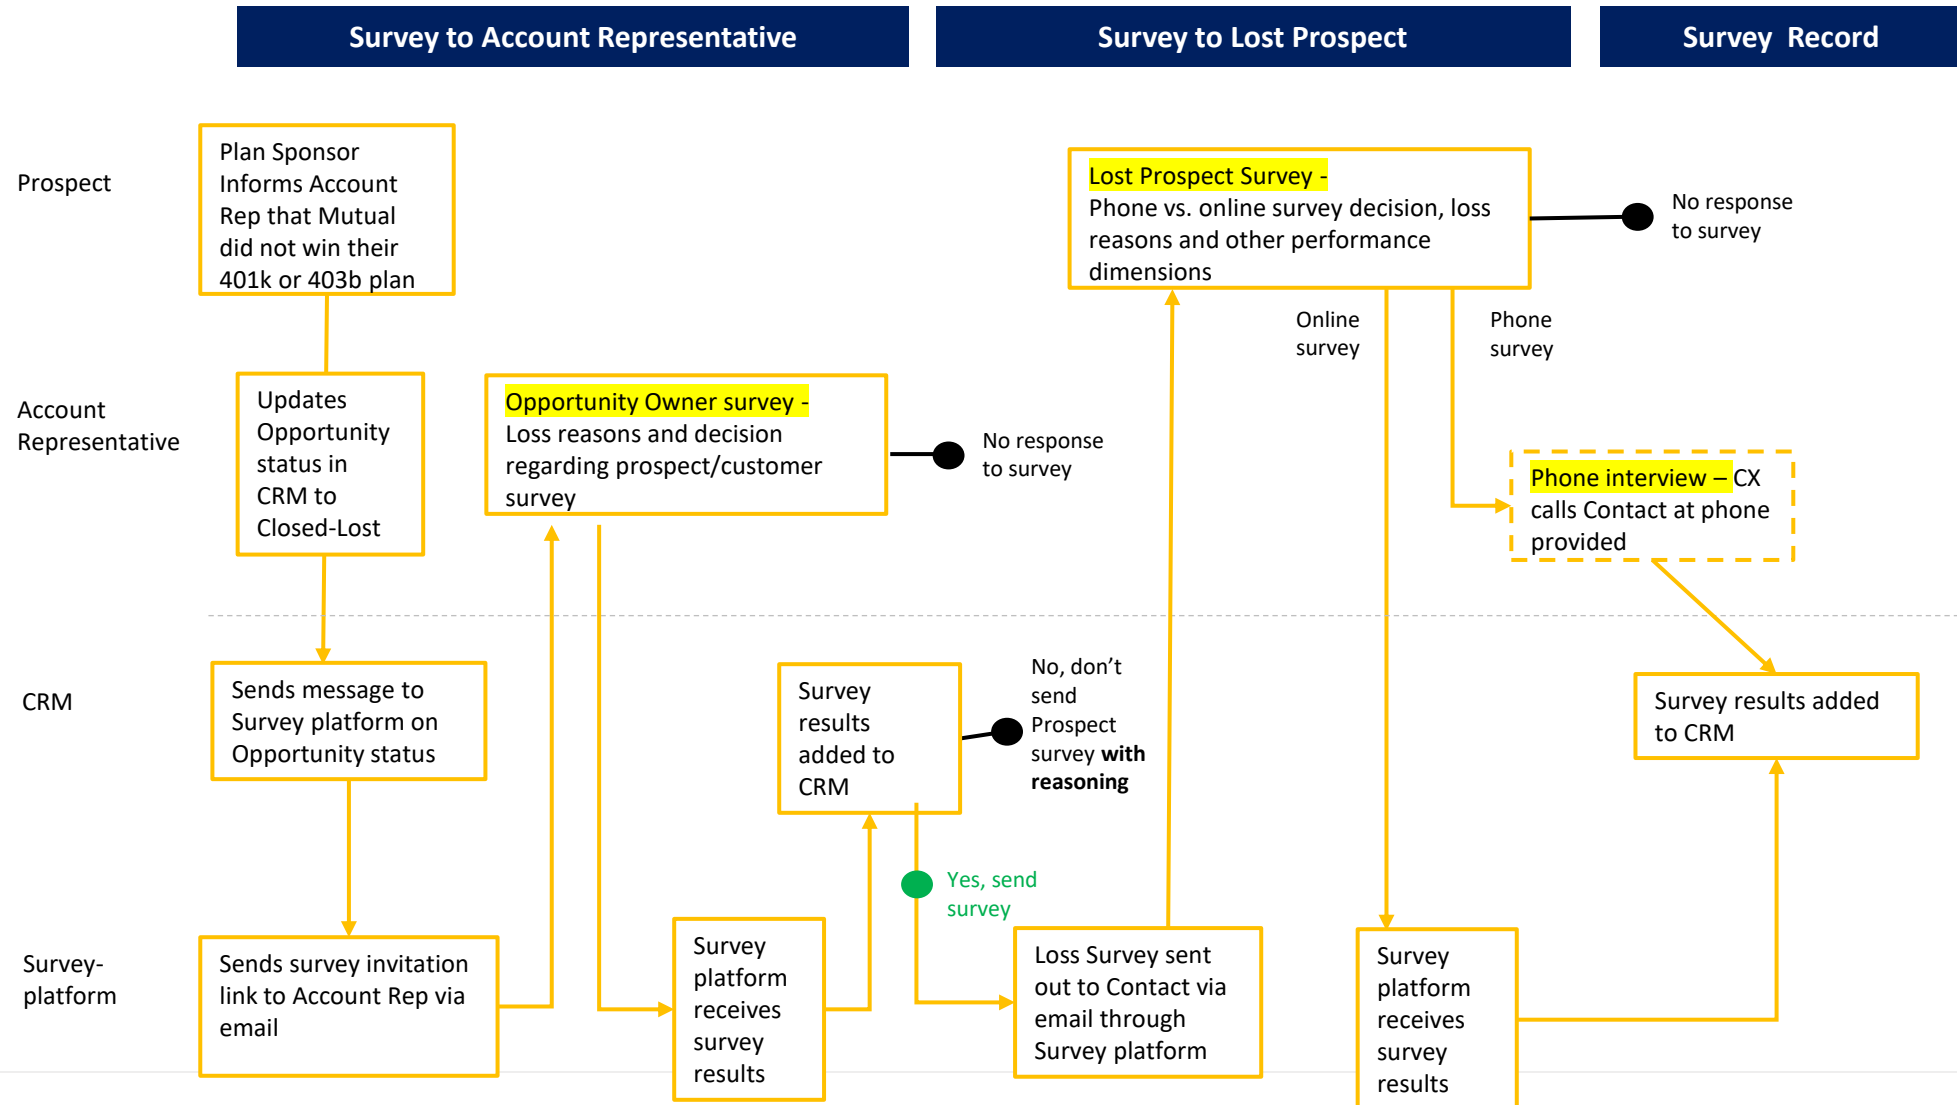 Survey to Account Representative
Survey to Lost Prospect
Survey  Record
Prospect
Plan Sponsor
Informs Account
Rep that Mutual
did not win their
401k or 403b plan
Lost Prospect Survey -
Phone vs. online survey decision, loss
reasons and other performance
dimensions
No response
to survey
Online
survey
Phone
survey
Account
Representative
Updates
Opportunity
status in
CRM to
Closed-Lost
Opportunity Owner survey -
Loss reasons and decision
regarding prospect/customer
survey
No response
to survey
Phone interview – CX
calls Contact at phone
provided
CRM
Sends message to
Survey platform on
Opportunity status
Survey
results
added to
CRM
No, don’t
send
Prospect
survey with
reasoning
Survey results added
to CRM
Yes, send
survey
Survey-
platform
Sends survey invitation
link to Account Rep via
email
Survey
platform
receives
survey
results
Loss Survey sent
out to Contact via
email through
Survey platform
Survey
platform
receives
survey
results